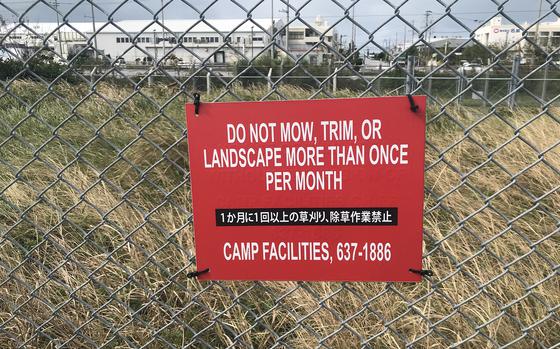 DO NOT MOW, TRIM, OR
LANDSCAPE MORE THAN ONCE
PER MONTH
1か月に1回以上の草刈り、除草作業禁止
CAMP FACILITIES, 637-1886